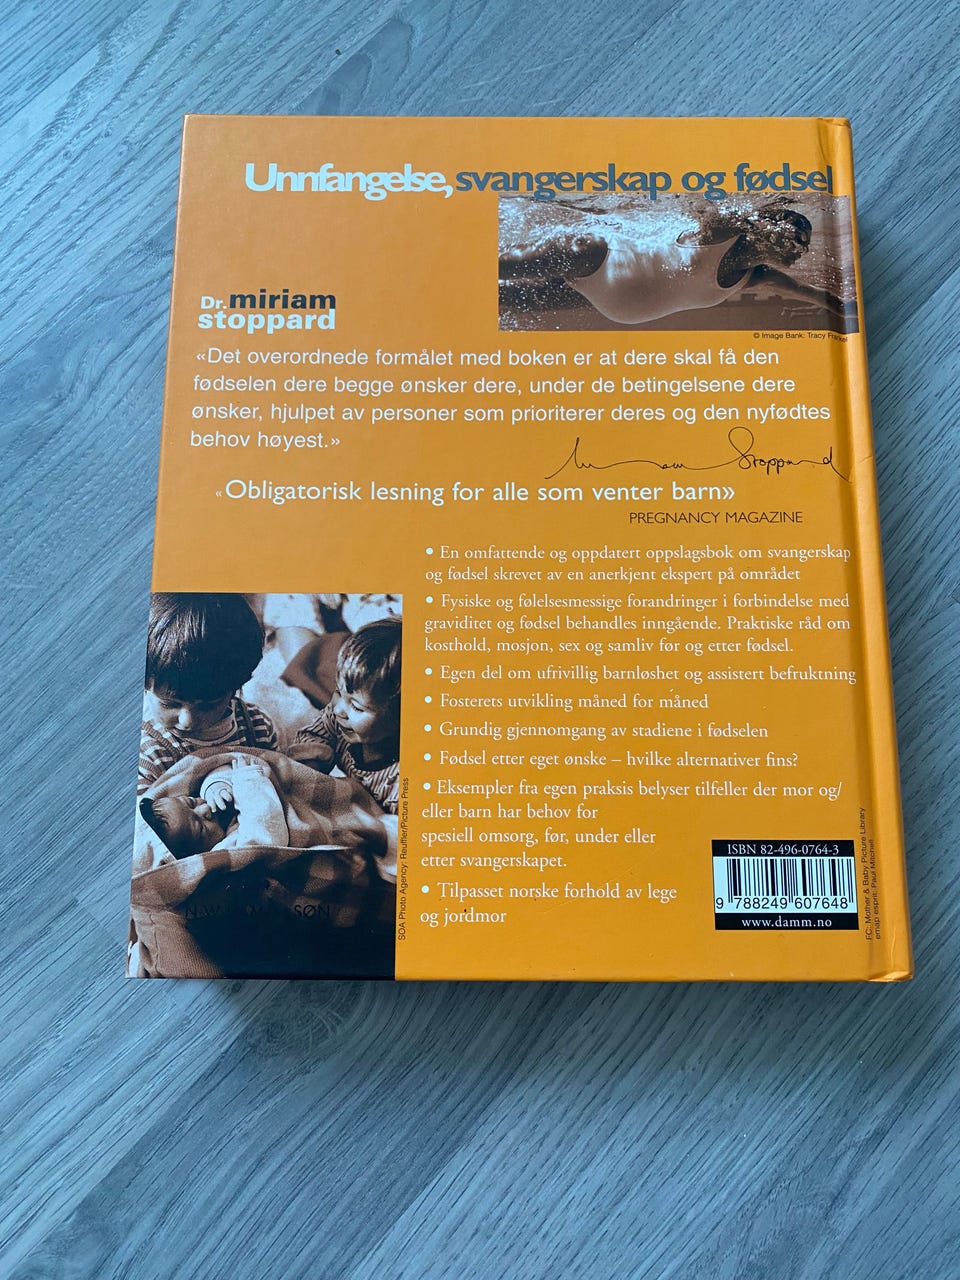 Unnfangelse, svangerskap og fødsel
© Image Bank: Tracy Frankel
Dr. miriam
stoppard
«Det overordnede formålet med boken er at dere skal få den
fødselen dere begge ønsker dere, under de betingelsene dere
ønsker, hjulpet av personer som prioriterer deres og den nyfødtes
behov høyest.»
Miriam Stoppard
«Obligatorisk lesning for alle som venter barn»
PREGNANCY MAGAZINE
• En omfattende og oppdatert oppslagsbok om svangerskap
og fødsel skrevet av en anerkjent ekspert på området
• Fysiske og følelsesmessige forandringer i forbindelse med
graviditet og fødsel behandles inngående. Praktiske råd om
kosthold, mosjon, sex og samliv før og etter fødsel.
• Egen del om ufrivillig barnløshet og assistert befruktning
• Fosterets utvikling måned for måned
• Grundig gjennomgang av stadiene i fødselen
• Fødsel etter eget ønske – hvilke alternativer fins?
• Eksempler fra egen praksis belyser tilfeller der mor og/
eller barn har behov for
spesiell omsorg, før, under eller
etter svangerskapet.
• Tilpasset norske forhold av lege
og jordmor
SOA Photo Agency: Reuffler/Picture Press
ISBN 82-496-0764-3
9 788249 607648
www.damm.no
FC: Mother & Baby Picture Library
emap esprit: Paul Mitchell